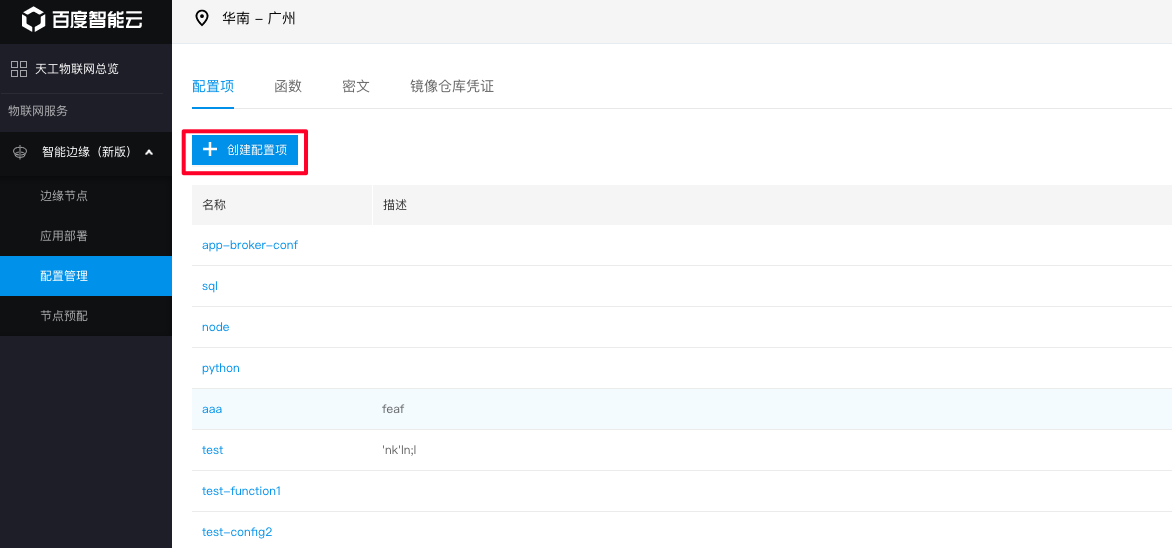 百度智能云
华南 - 广州
天工物联网总览
物联网服务
智能边缘（新版）
边缘节点
应用部署
配置管理
节点预配
配置项 函数 密文 镜像仓库凭证
创建配置项
名称 描述
app-broker-conf
sql
node
python
aaa feaf
test 'nk'ln;l
test-function1
test-config2